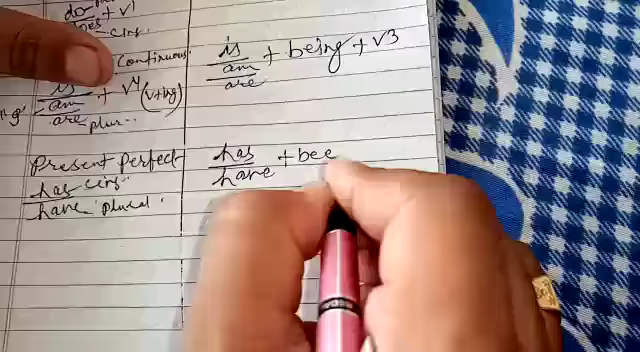 do + v1
does
Continuous
is
am + v4 (v+ing)
are
is
am + being + v3
are
Present perfect
has
have plural
has
have + bee